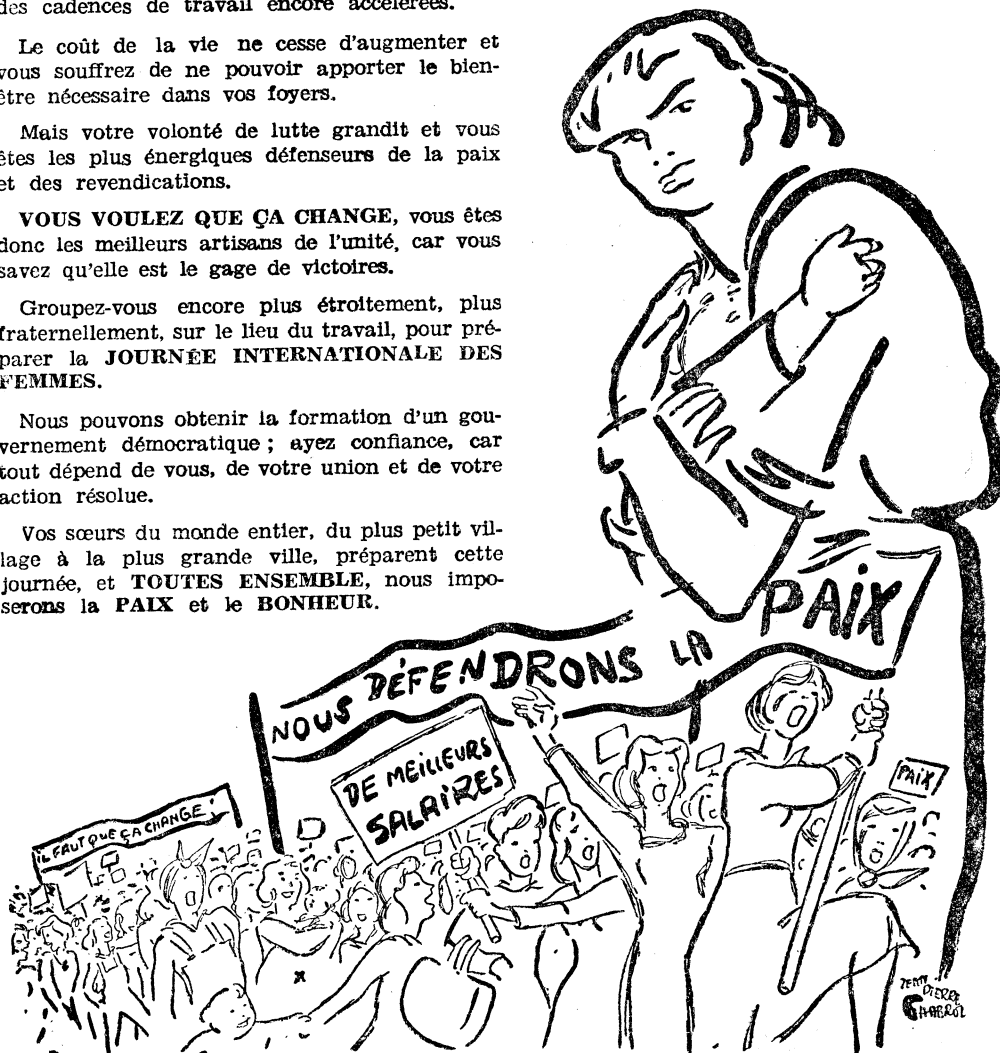 des cadences de travail encore accélérées.
Le coût de la vie ne cesse d'augmenter et
vous souffrez de ne pouvoir apporter le bien-
être nécessaire dans vos foyers.
Mais votre volonté de lutte grandit et vous
êtes les plus énergiques défenseurs de la paix
et des revendications.
VOUS VOULEZ QUE ÇA CHANGE, vous êtes
donc les meilleurs artisans de l'unité, car vous
savez qu'elle est le gage de victoires.
Groupez-vous encore plus étroitement, plus
fraternellement, sur le lieu du travail, pour pré-
parer la JOURNÉE INTERNATIONALE DES
FEMMES.
Nous pouvons obtenir la formation d'un gou-
vernement démocratique ; ayez confiance, car
tout dépend de vous, de votre union et de votre
action résolue.
Vos sœurs du monde entier, du plus petit vil-
lage à la plus grande ville, préparent cette
journée, et TOUTES ENSEMBLE, nous impo-
serons la PAIX et le BONHEUR.
NOUS DÉFENDRONS LA PAIX
DE MEILLEURS
SALAIRES
PAIX
IL FAUT QUE ÇA CHANGE !
JEAN
PIERRE
CHABROL